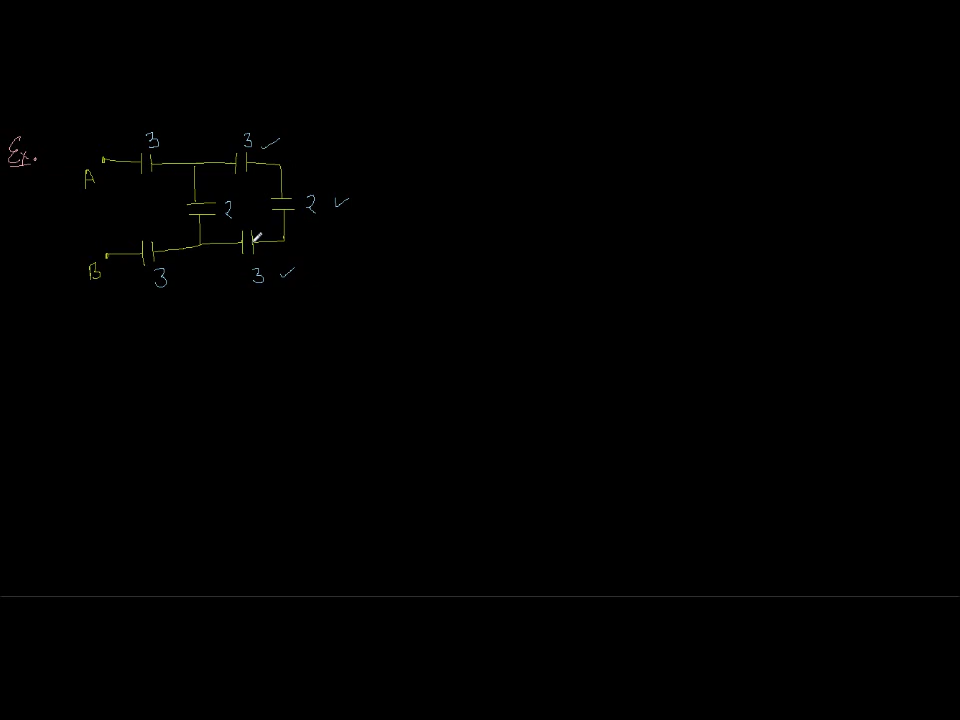 Ex.
3 3 ✓
A
2 2 ✓
B
3 3 ✓